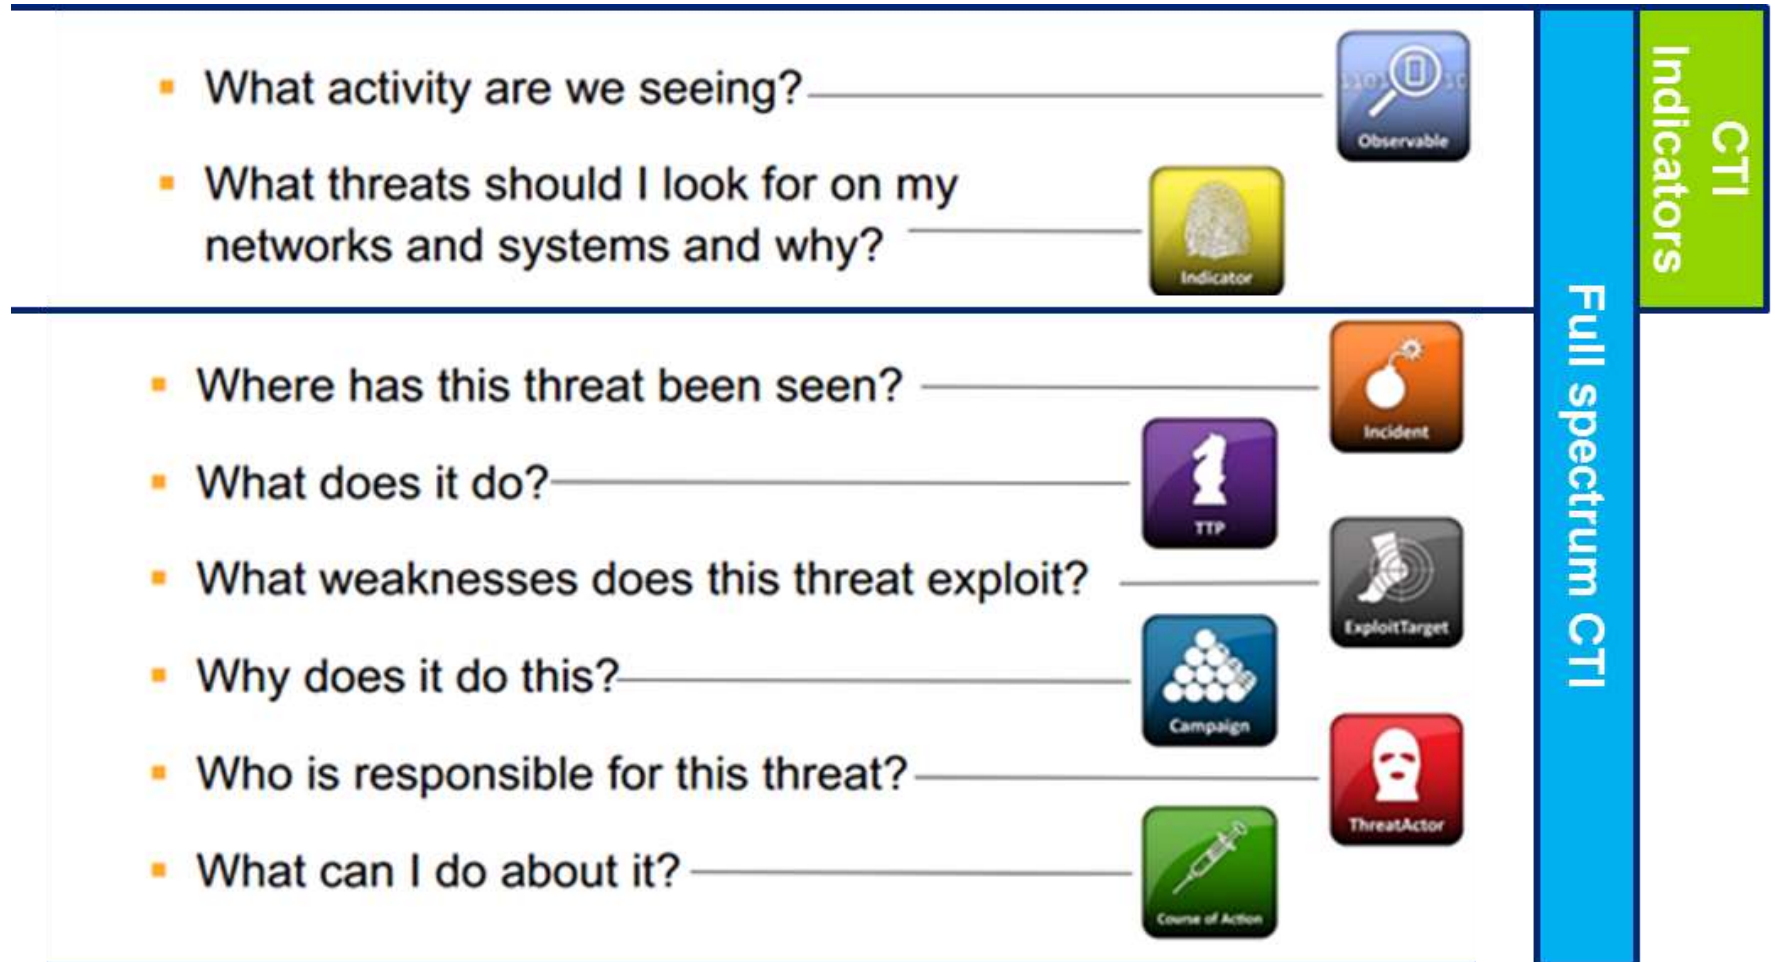 What activity are we seeing?
Observable
What threats should I look for on my
networks and systems and why?
Indicator
Where has this threat been seen?
Incident
What does it do?
TTP
What weaknesses does this threat exploit?
ExploitTarget
Why does it do this?
Campaign
Who is responsible for this threat?
ThreatActor
What can I do about it?
Course of Action
Full spectrum CTI
CTI
Indicators